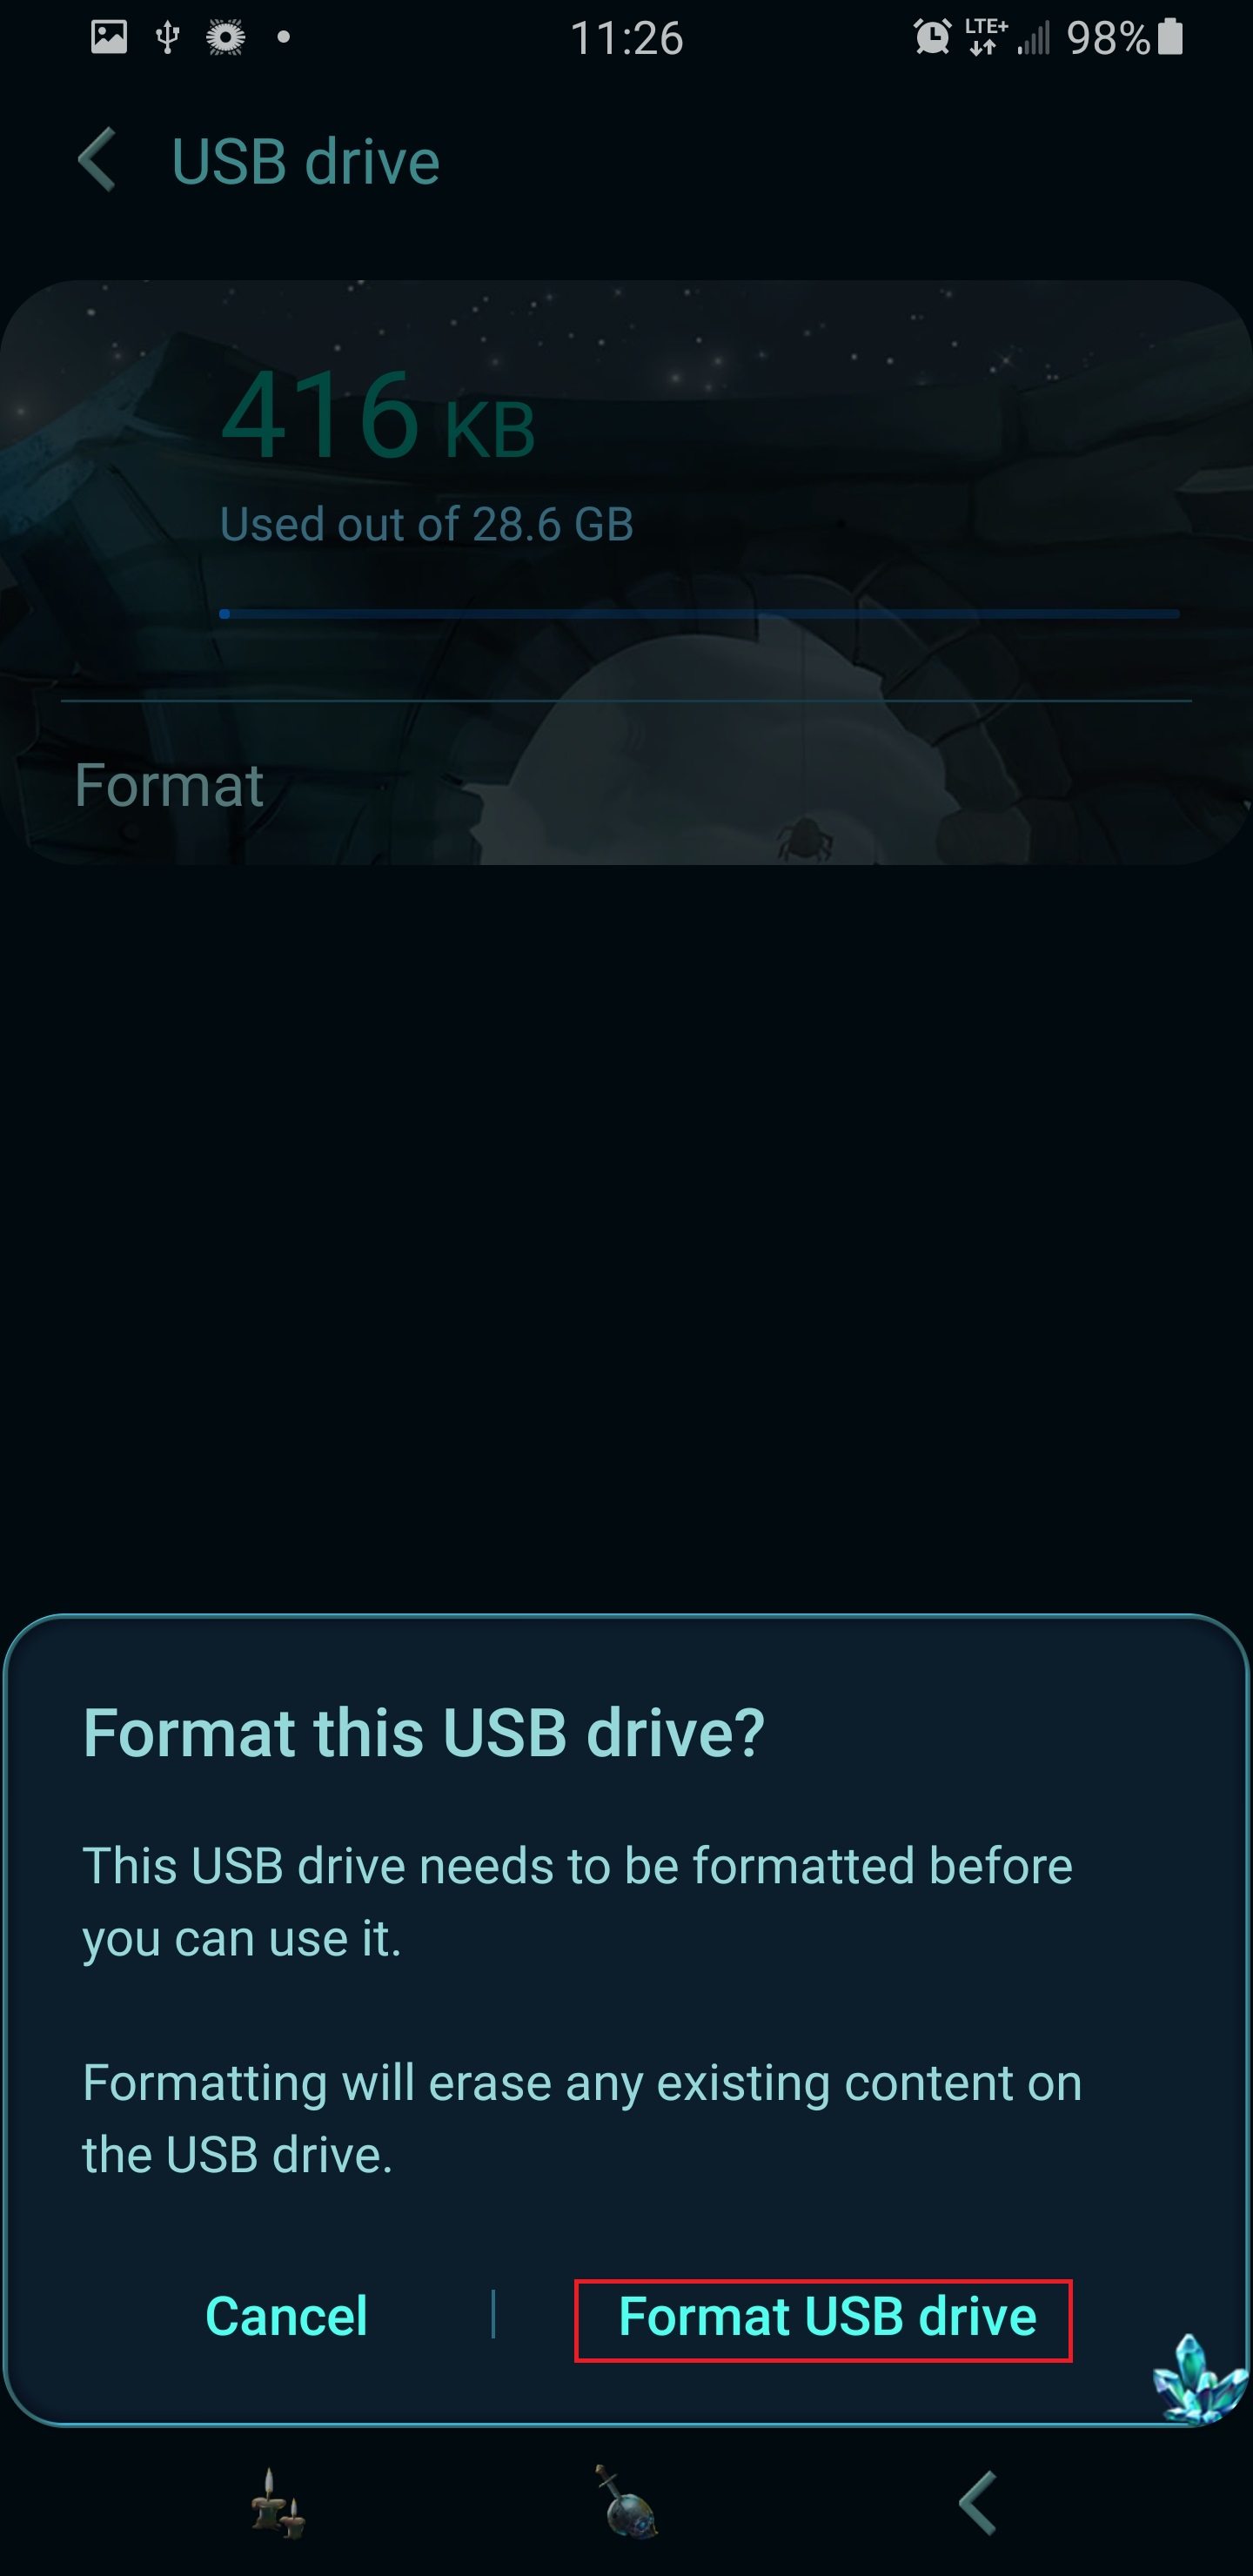 11:26
LTE+
98%
USB drive
416 KB
Used out of 28.6 GB
Format
Format this USB drive?
This USB drive needs to be formatted before
you can use it.
Formatting will erase any existing content on
the USB drive.
Cancel
Format USB drive